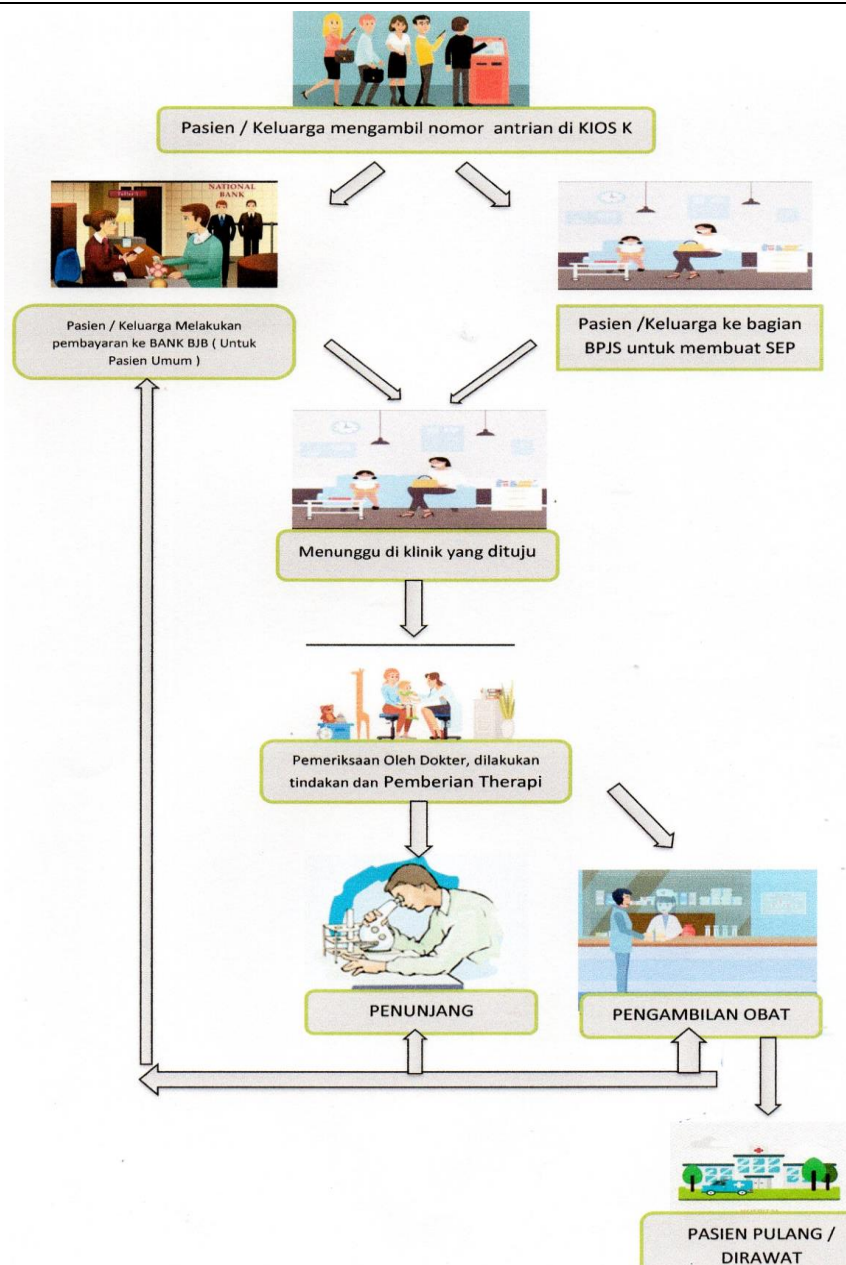 Pasien / Keluarga mengambil nomor antrian di KIOS K
NATIONAL
BANK
Pasien / Keluarga Melakukan
pembayaran ke BANK BJB ( Untuk
Pasien Umum )
Pasien /Keluarga ke bagian
BPJS untuk membuat SEP
Menunggu di klinik yang dituju
Pemeriksaan Oleh Dokter, dilakukan
tindakan dan Pemberian Therapi
PENUNJANG
PENGAMBILAN OBAT
PASIEN PULANG /
DIRAWAT